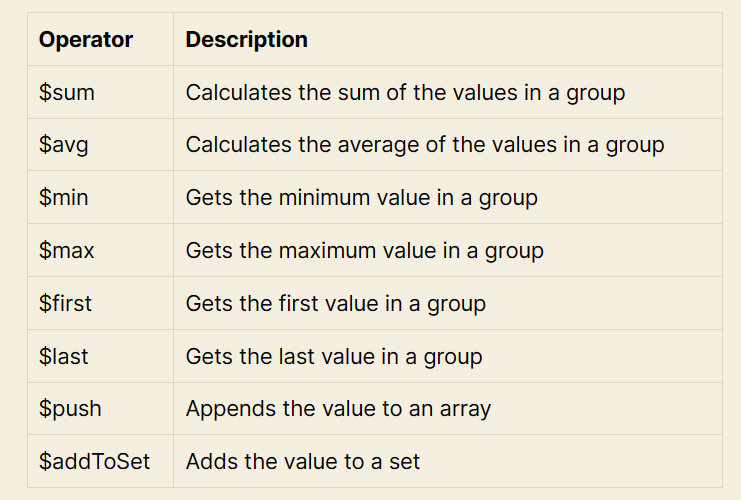 Operator Description
$sum Calculates the sum of the values in a group
$avg Calculates the average of the values in a group
$min Gets the minimum value in a group
$max Gets the maximum value in a group
$first Gets the first value in a group
$last Gets the last value in a group
$push Appends the value to an array
$addToSet Adds the value to a set